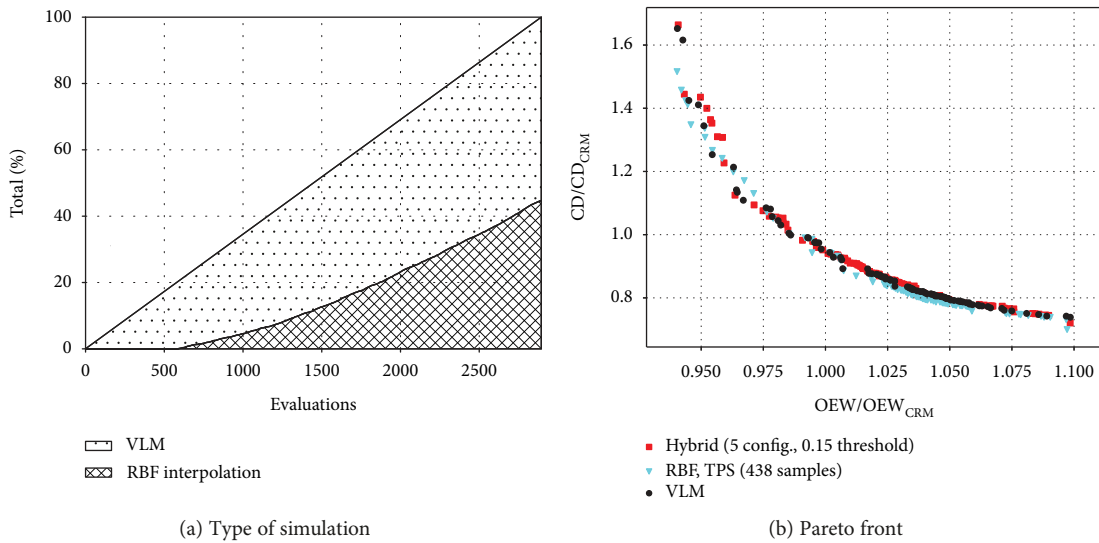 100
80
60
40
20
0
Total (%)
0
500
1000
1500
2000
2500
Evaluations
VLM
RBF interpolation
(a) Type of simulation
1.6
1.4
1.2
1.0
0.8
CD/CD_CRM
0.950
0.975
1.000
1.025
1.050
1.075
1.100
OEW/OEW_CRM
Hybrid (5 config., 0.15 threshold)
RBF, TPS (438 samples)
VLM
(b) Pareto front